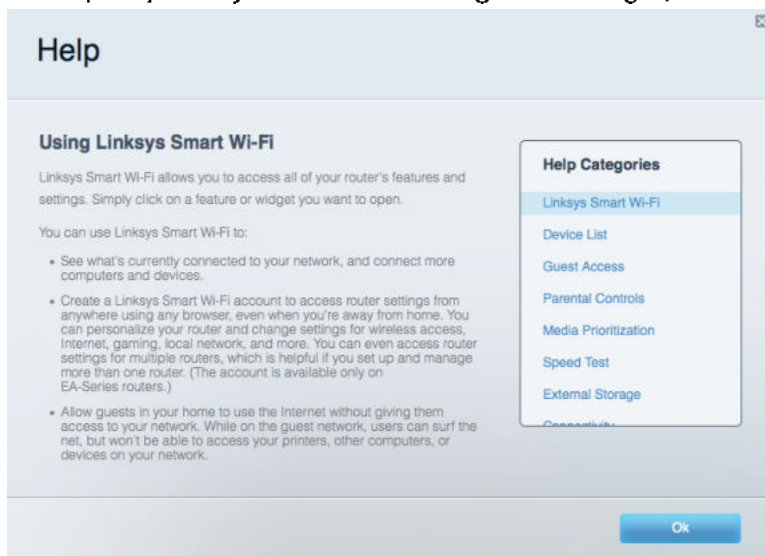 Help
Using Linksys Smart Wi-Fi
Linksys Smart Wi-Fi allows you to access all of your router's features and
settings. Simply click on a feature or widget you want to open.
You can use Linksys Smart Wi-Fi to:
• See what's currently connected to your network, and connect more
computers and devices.
• Create a Linksys Smart Wi-Fi account to access router settings from
anywhere using any browser, even when you're away from home. You
can personalize your router and change settings for wireless access,
Internet, gaming, local network, and more. You can even access router
settings for multiple routers, which is helpful if you set up and manage
more than one router. (The account is available only on
EA-Series routers.)
• Allow guests in your home to use the Internet without giving them
access to your network. While on the guest network, users can surf the
net, but won't be able to access your printers, other computers, or
devices on your network.
Help Categories
Linksys Smart Wi-Fi
Device List
Guest Access
Parental Controls
Media Prioritization
Speed Test
External Storage
Connectivity
Ok